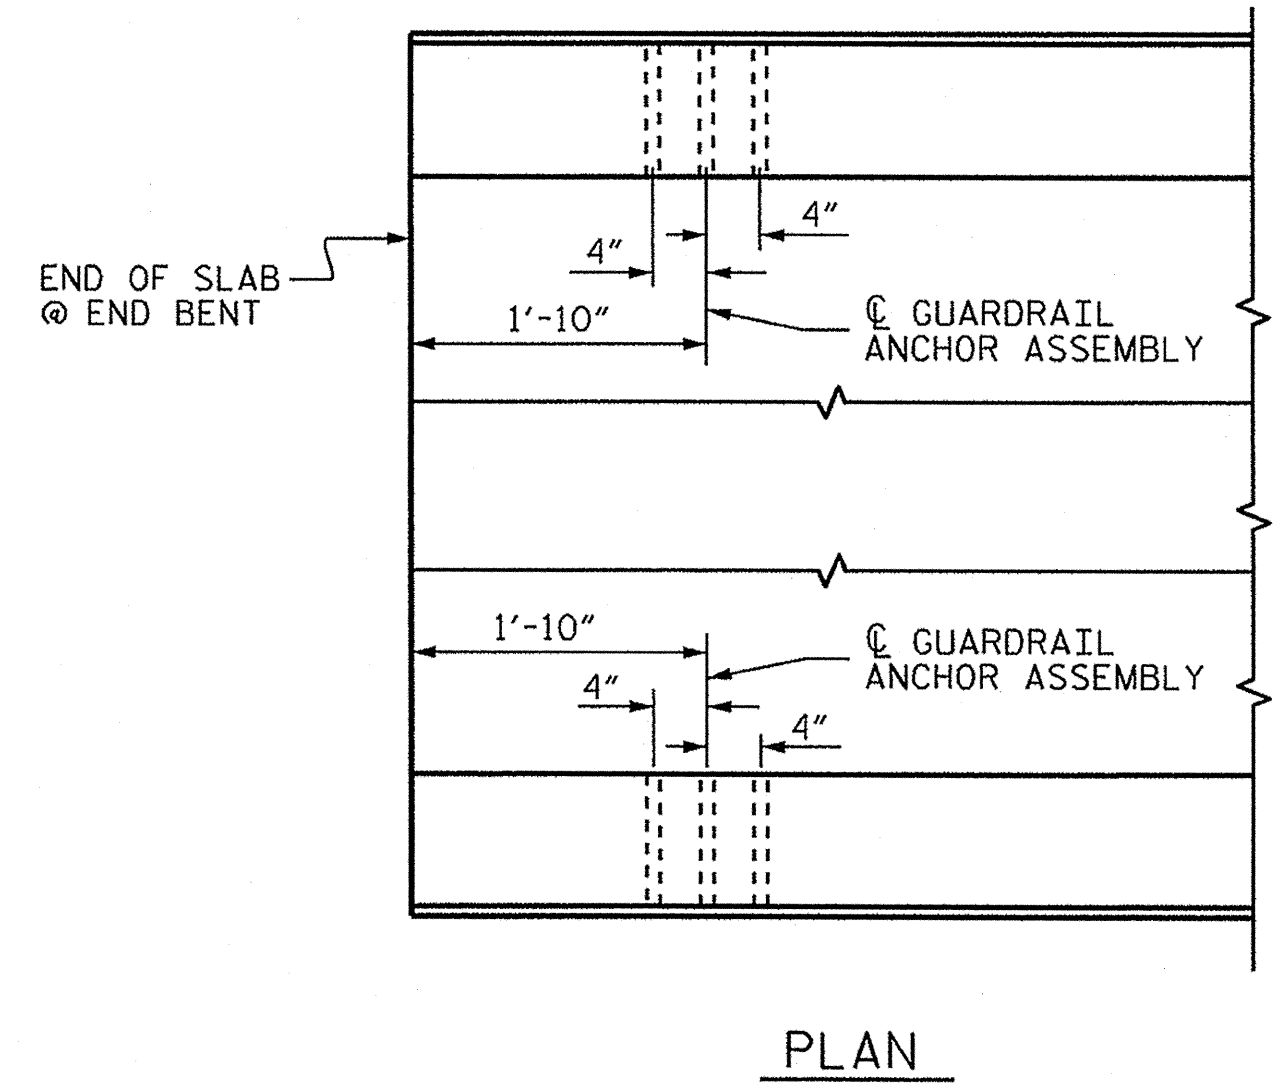 4"
4"
END OF SLAB
@ END BENT
1'-10"
℄ GUARDRAIL
ANCHOR ASSEMBLY
1'-10"
℄ GUARDRAIL
ANCHOR ASSEMBLY
4"
4"
PLAN